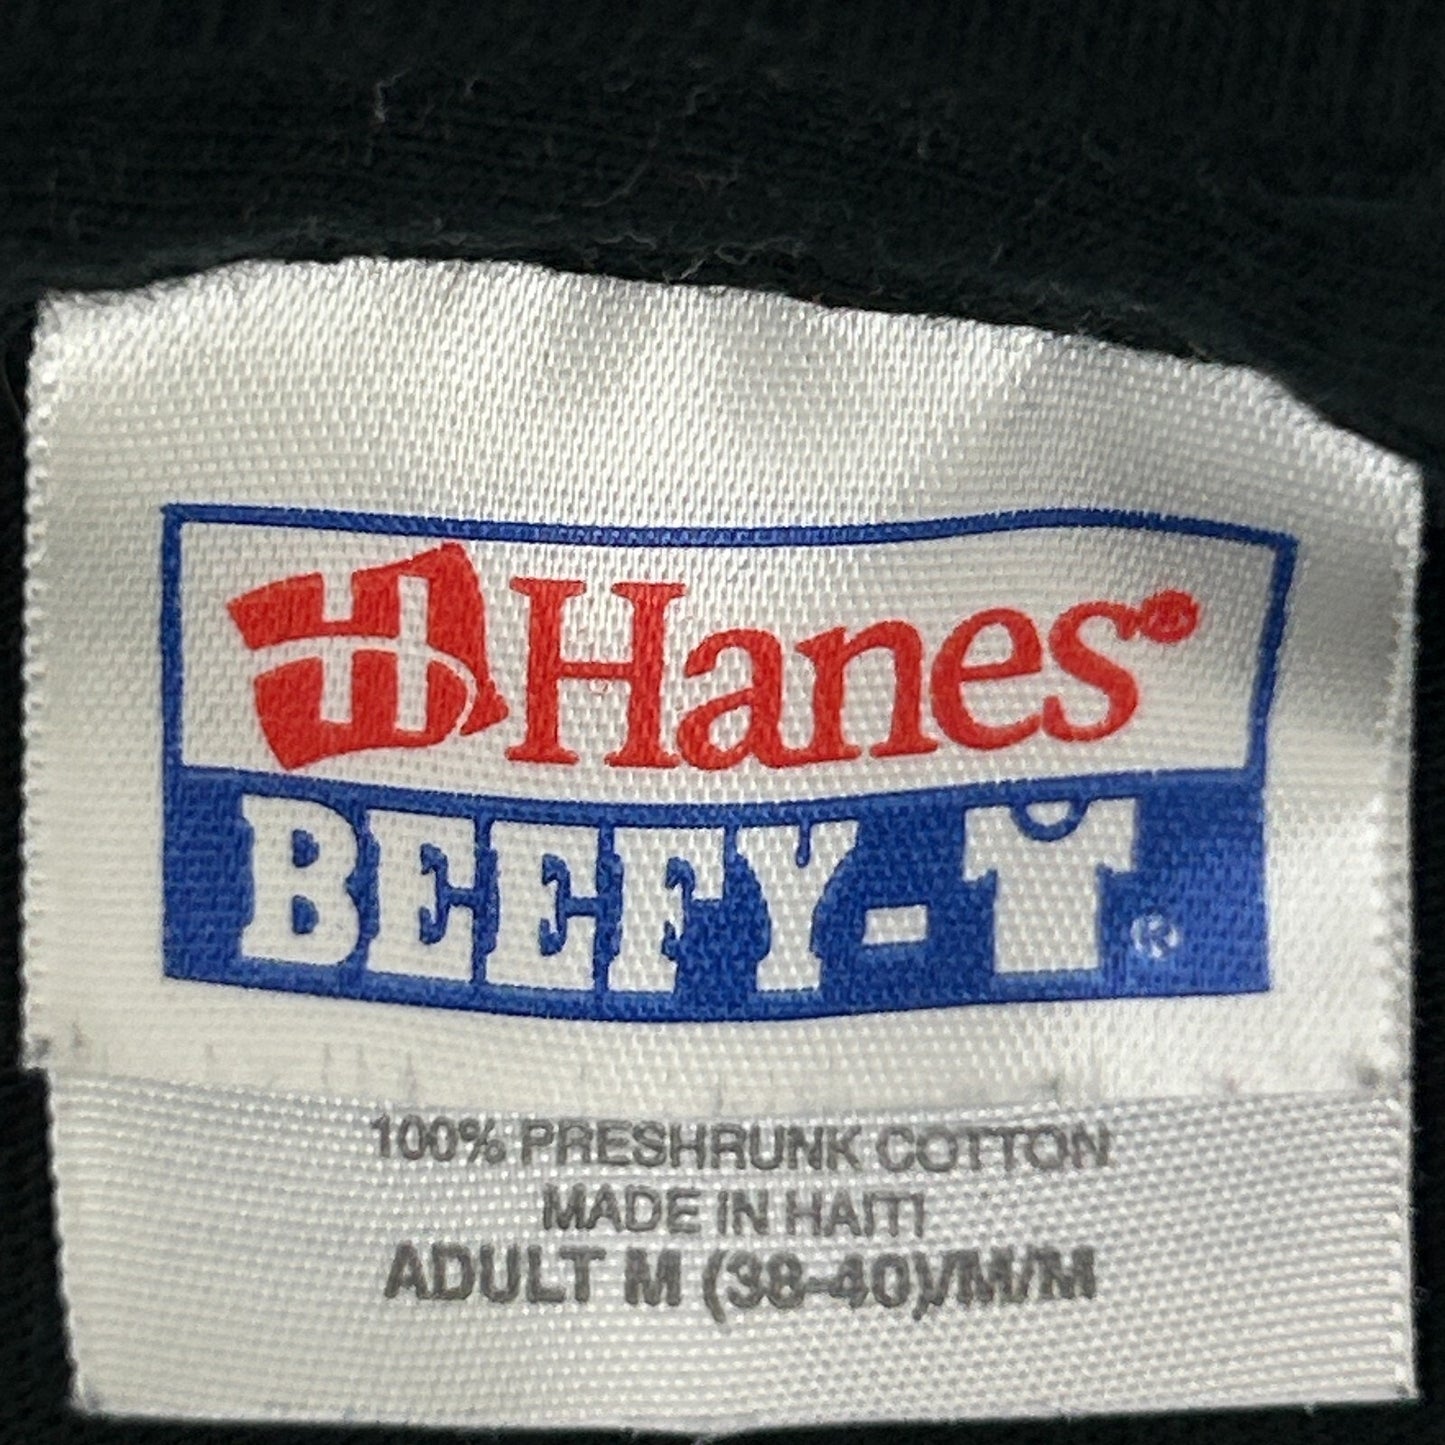 Hanes®
BEEFY-T®
100% PRESHRUNK COTTON
MADE IN HAITI
ADULT M (38-40)/M/M